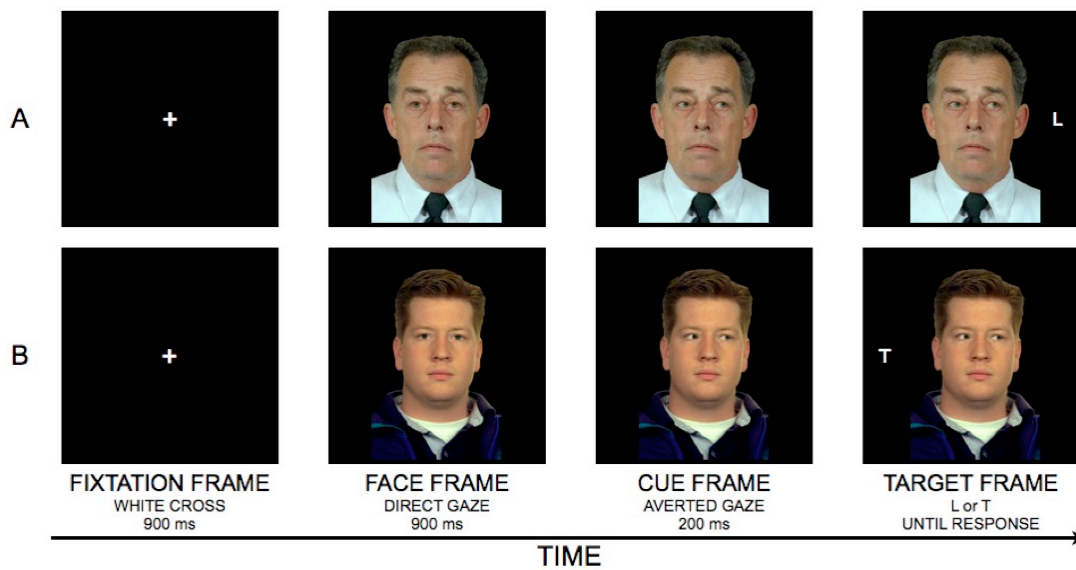 A
+
L
B
+
T
FIXTATION FRAME
WHITE CROSS
900 ms
FACE FRAME
DIRECT GAZE
900 ms
CUE FRAME
AVERTED GAZE
200 ms
TARGET FRAME
L or T
UNTIL RESPONSE
TIME